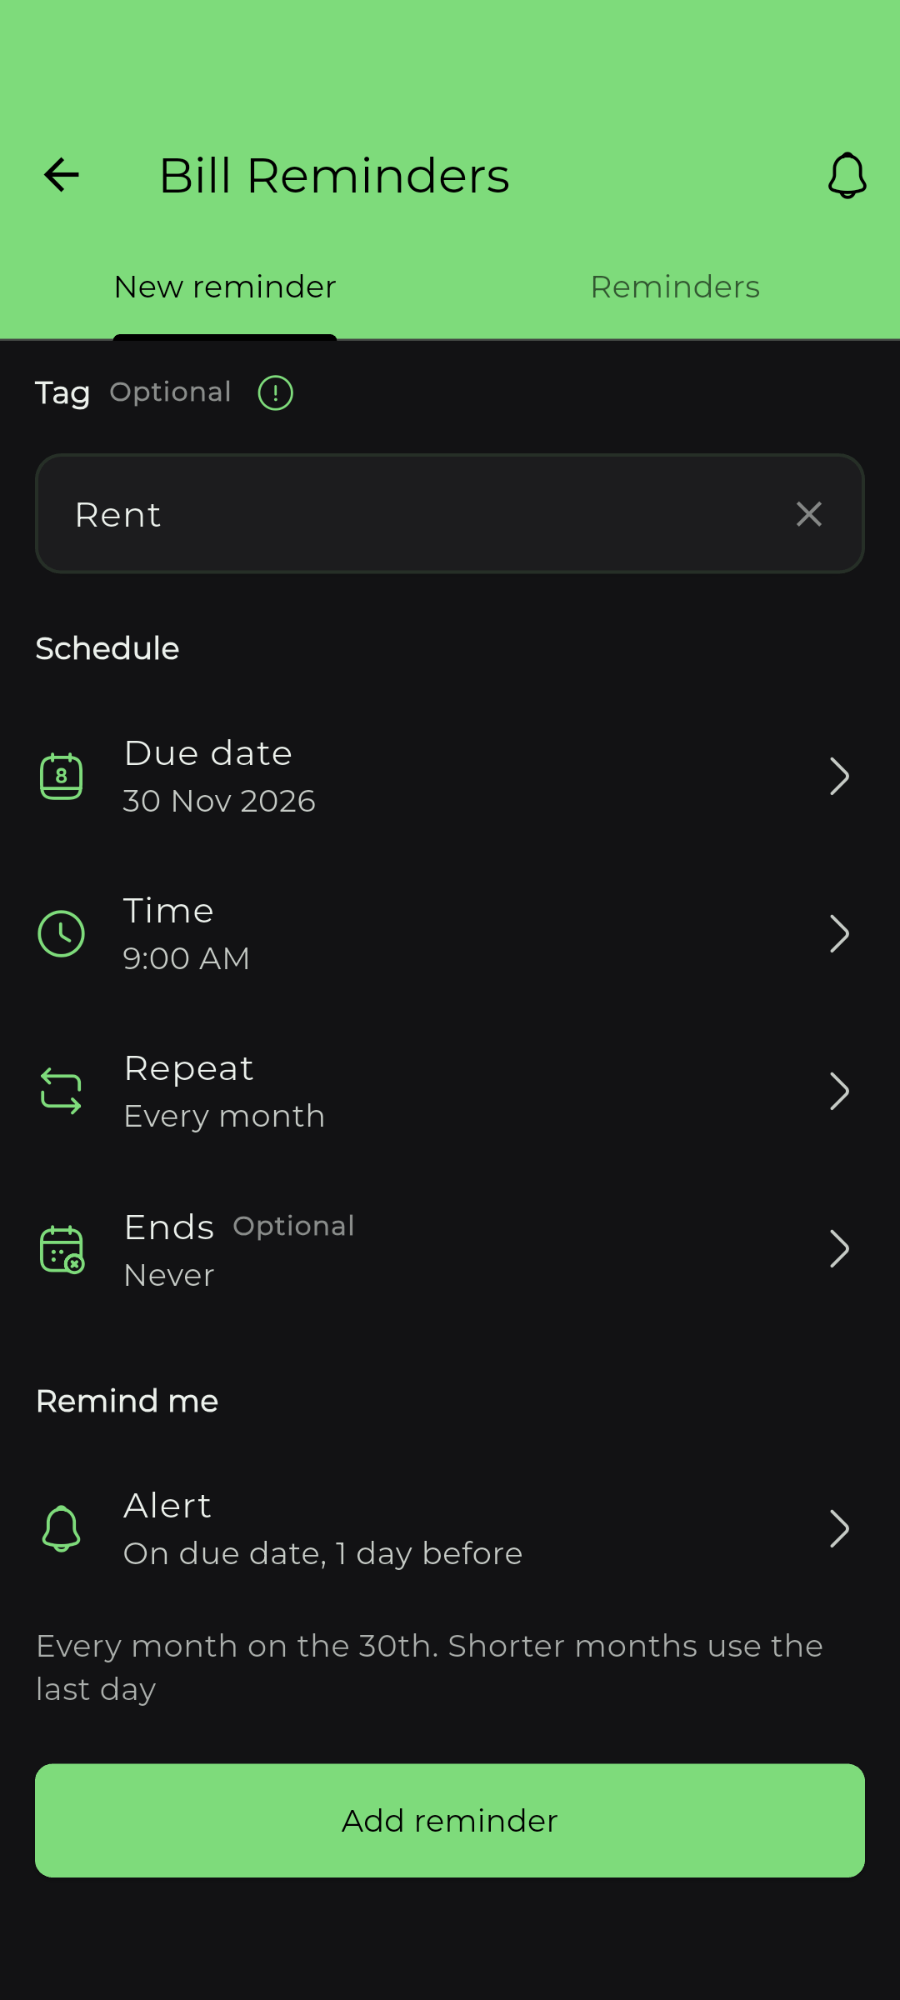 Bill Reminders
New reminder
Reminders
Tag Optional
Rent
Schedule
8
Due date
30 Nov 2026
Time
9:00 AM
Repeat
Every month
Ends Optional
Never
Remind me
Alert
On due date, 1 day before
Every month on the 30th. Shorter months use the
last day
Add reminder